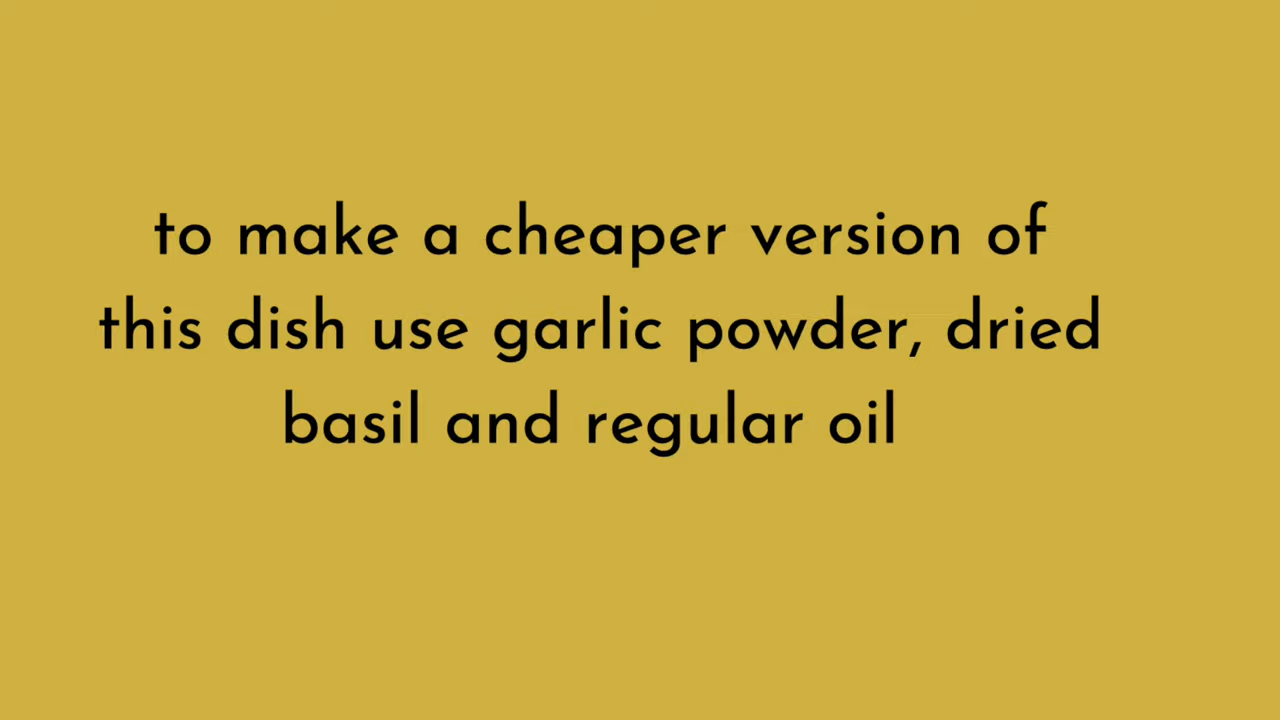 to make a cheaper version of
this dish use garlic powder, dried
basil and regular oil